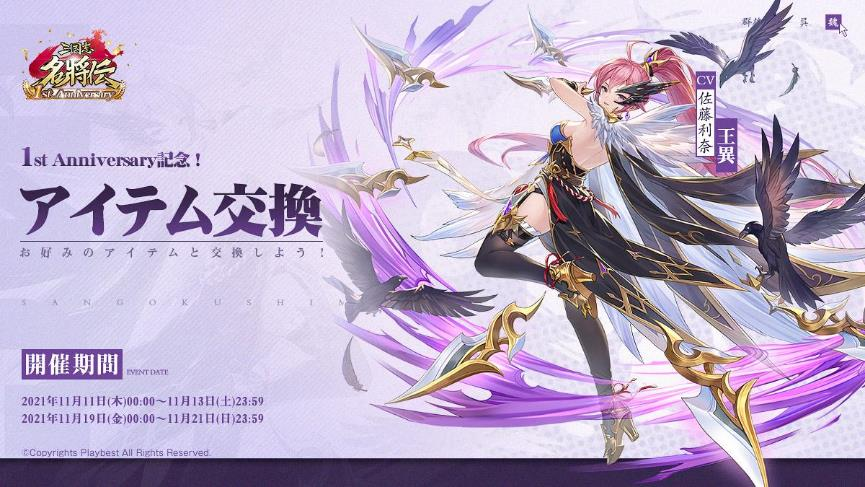 三国志
名将伝
1st Anniversary
1st Anniversary記念！
アイテム交換
お好みのアイテムと交換しよう！
SANGOKUSHIM
開催期間
EVENT DATE
2021年11月11日(木)00:00～11月13日(土)23:59
2021年11月19日(金)00:00～11月21日(日)23:59
©Copyrights Playbest All Rights Reserved.
群
呉
魏
CV
佐藤利奈
王異